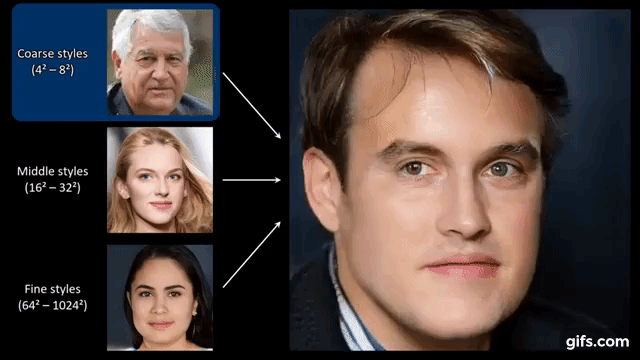 Coarse styles
(4² – 8²)
Middle styles
(16² – 32²)
Fine styles
(64² – 1024²)
gifs.com